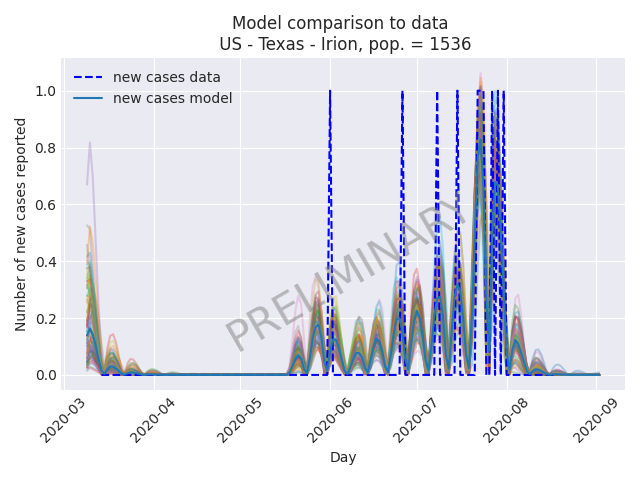 Model comparison to data
US - Texas - Irion, pop. = 1536
new cases data
new cases model
Number of new cases reported
1.0
0.8
0.6
0.4
0.2
0.0
PRELIMINARY
2020-03
2020-04
2020-05
2020-06
2020-07
2020-08
2020-09
Day